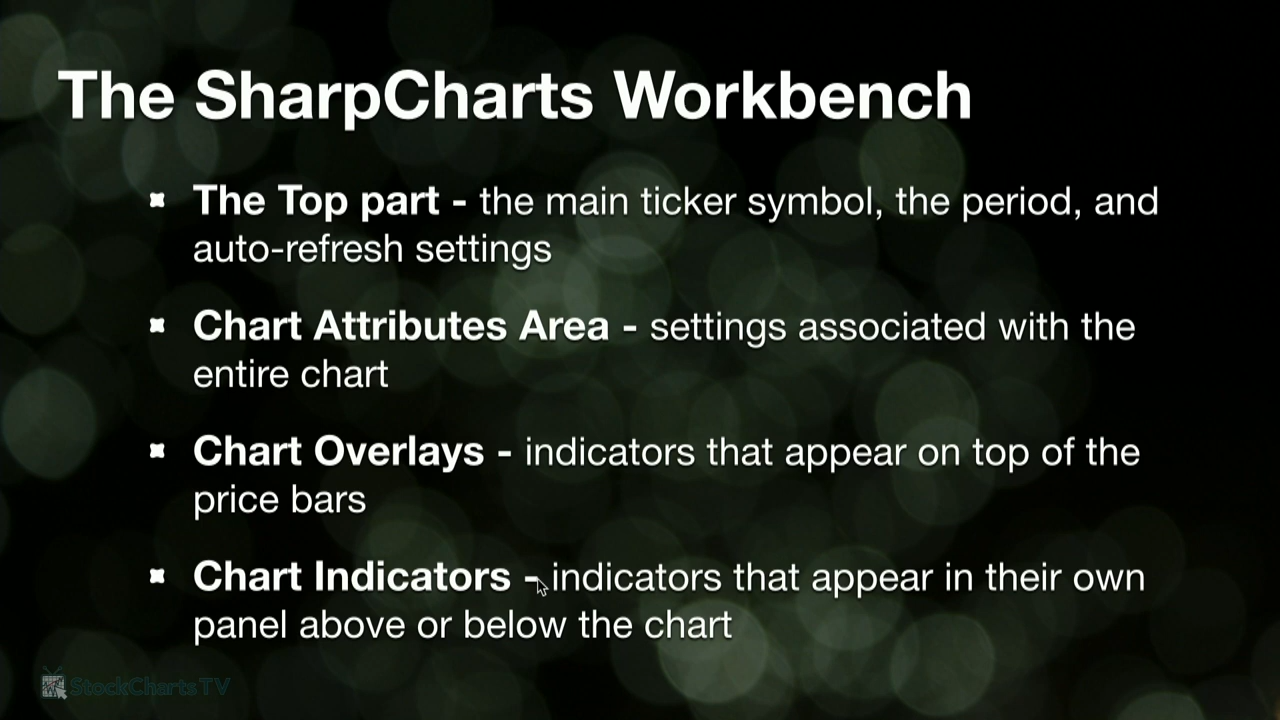 The SharpCharts Workbench
The Top part - the main ticker symbol, the period, and
auto-refresh settings
Chart Attributes Area - settings associated with the
entire chart
Chart Overlays - indicators that appear on top of the
price bars
Chart Indicators - indicators that appear in their own
panel above or below the chart
StockChartsTV